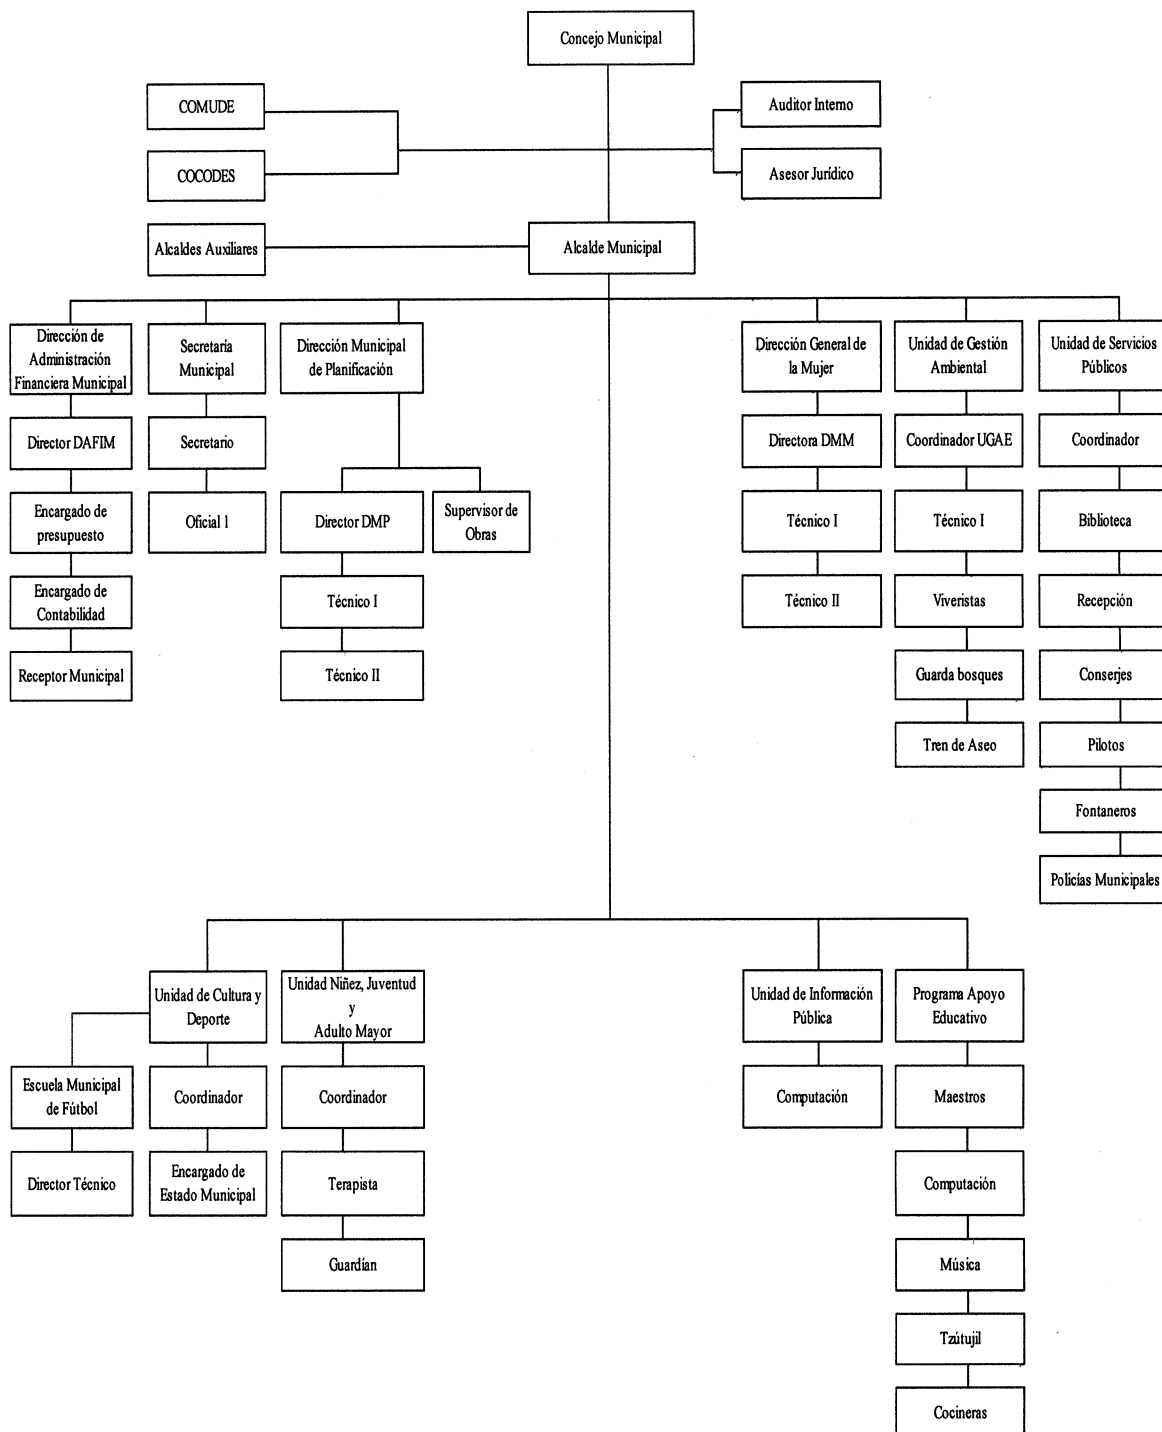 Concejo Municipal
COMUDE
Auditor Interno
COCODES
Asesor Jurídico
Alcaldes Auxiliares
Alcalde Municipal
Dirección de
Administración
Financiera Municipal
Secretaría
Municipal
Dirección Municipal
de Planificación
Dirección General de
la Mujer
Unidad de Gestión
Ambiental
Unidad de Servicios
Públicos
Director DAFIM
Secretario
Directora DMM
Coordinador UGAE
Coordinador
Encargado de
presupuesto
Oficial 1
Director DMP
Supervisor de
Obras
Técnico I
Técnico I
Biblioteca
Encargado de
Contabilidad
Técnico I
Técnico II
Viveristas
Recepción
Receptor Municipal
Técnico II
Guarda bosques
Conserjes
Tren de Aseo
Pilotos
Fontaneros
Policías Municipales
Unidad de Cultura y
Deporte
Unidad Niñez, Juventud
y
Adulto Mayor
Unidad de Información
Pública
Programa Apoyo
Educativo
Escuela Municipal
de Fútbol
Coordinador
Coordinador
Computación
Maestros
Director Técnico
Encargado de
Estado Municipal
Terapista
Computación
Guardían
Música
Tzútujil
Cocineras